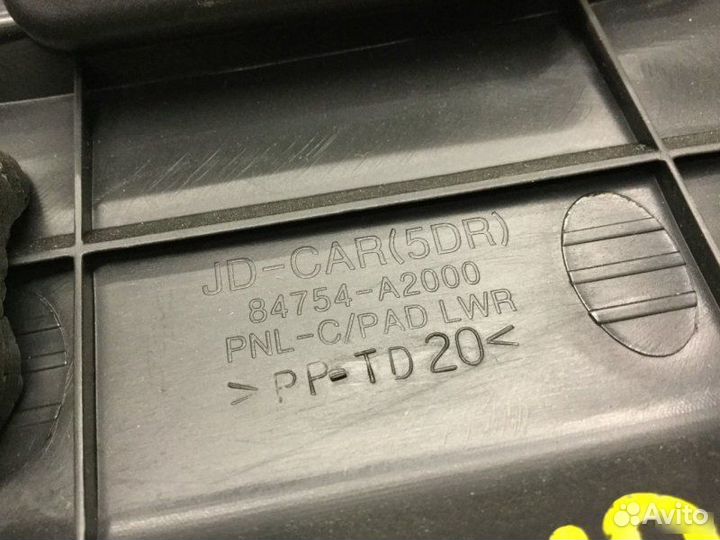 JD-CAR(5DR)
84754-A2000
PNL-C/PAD LWR
>PP-TD20<
Avito